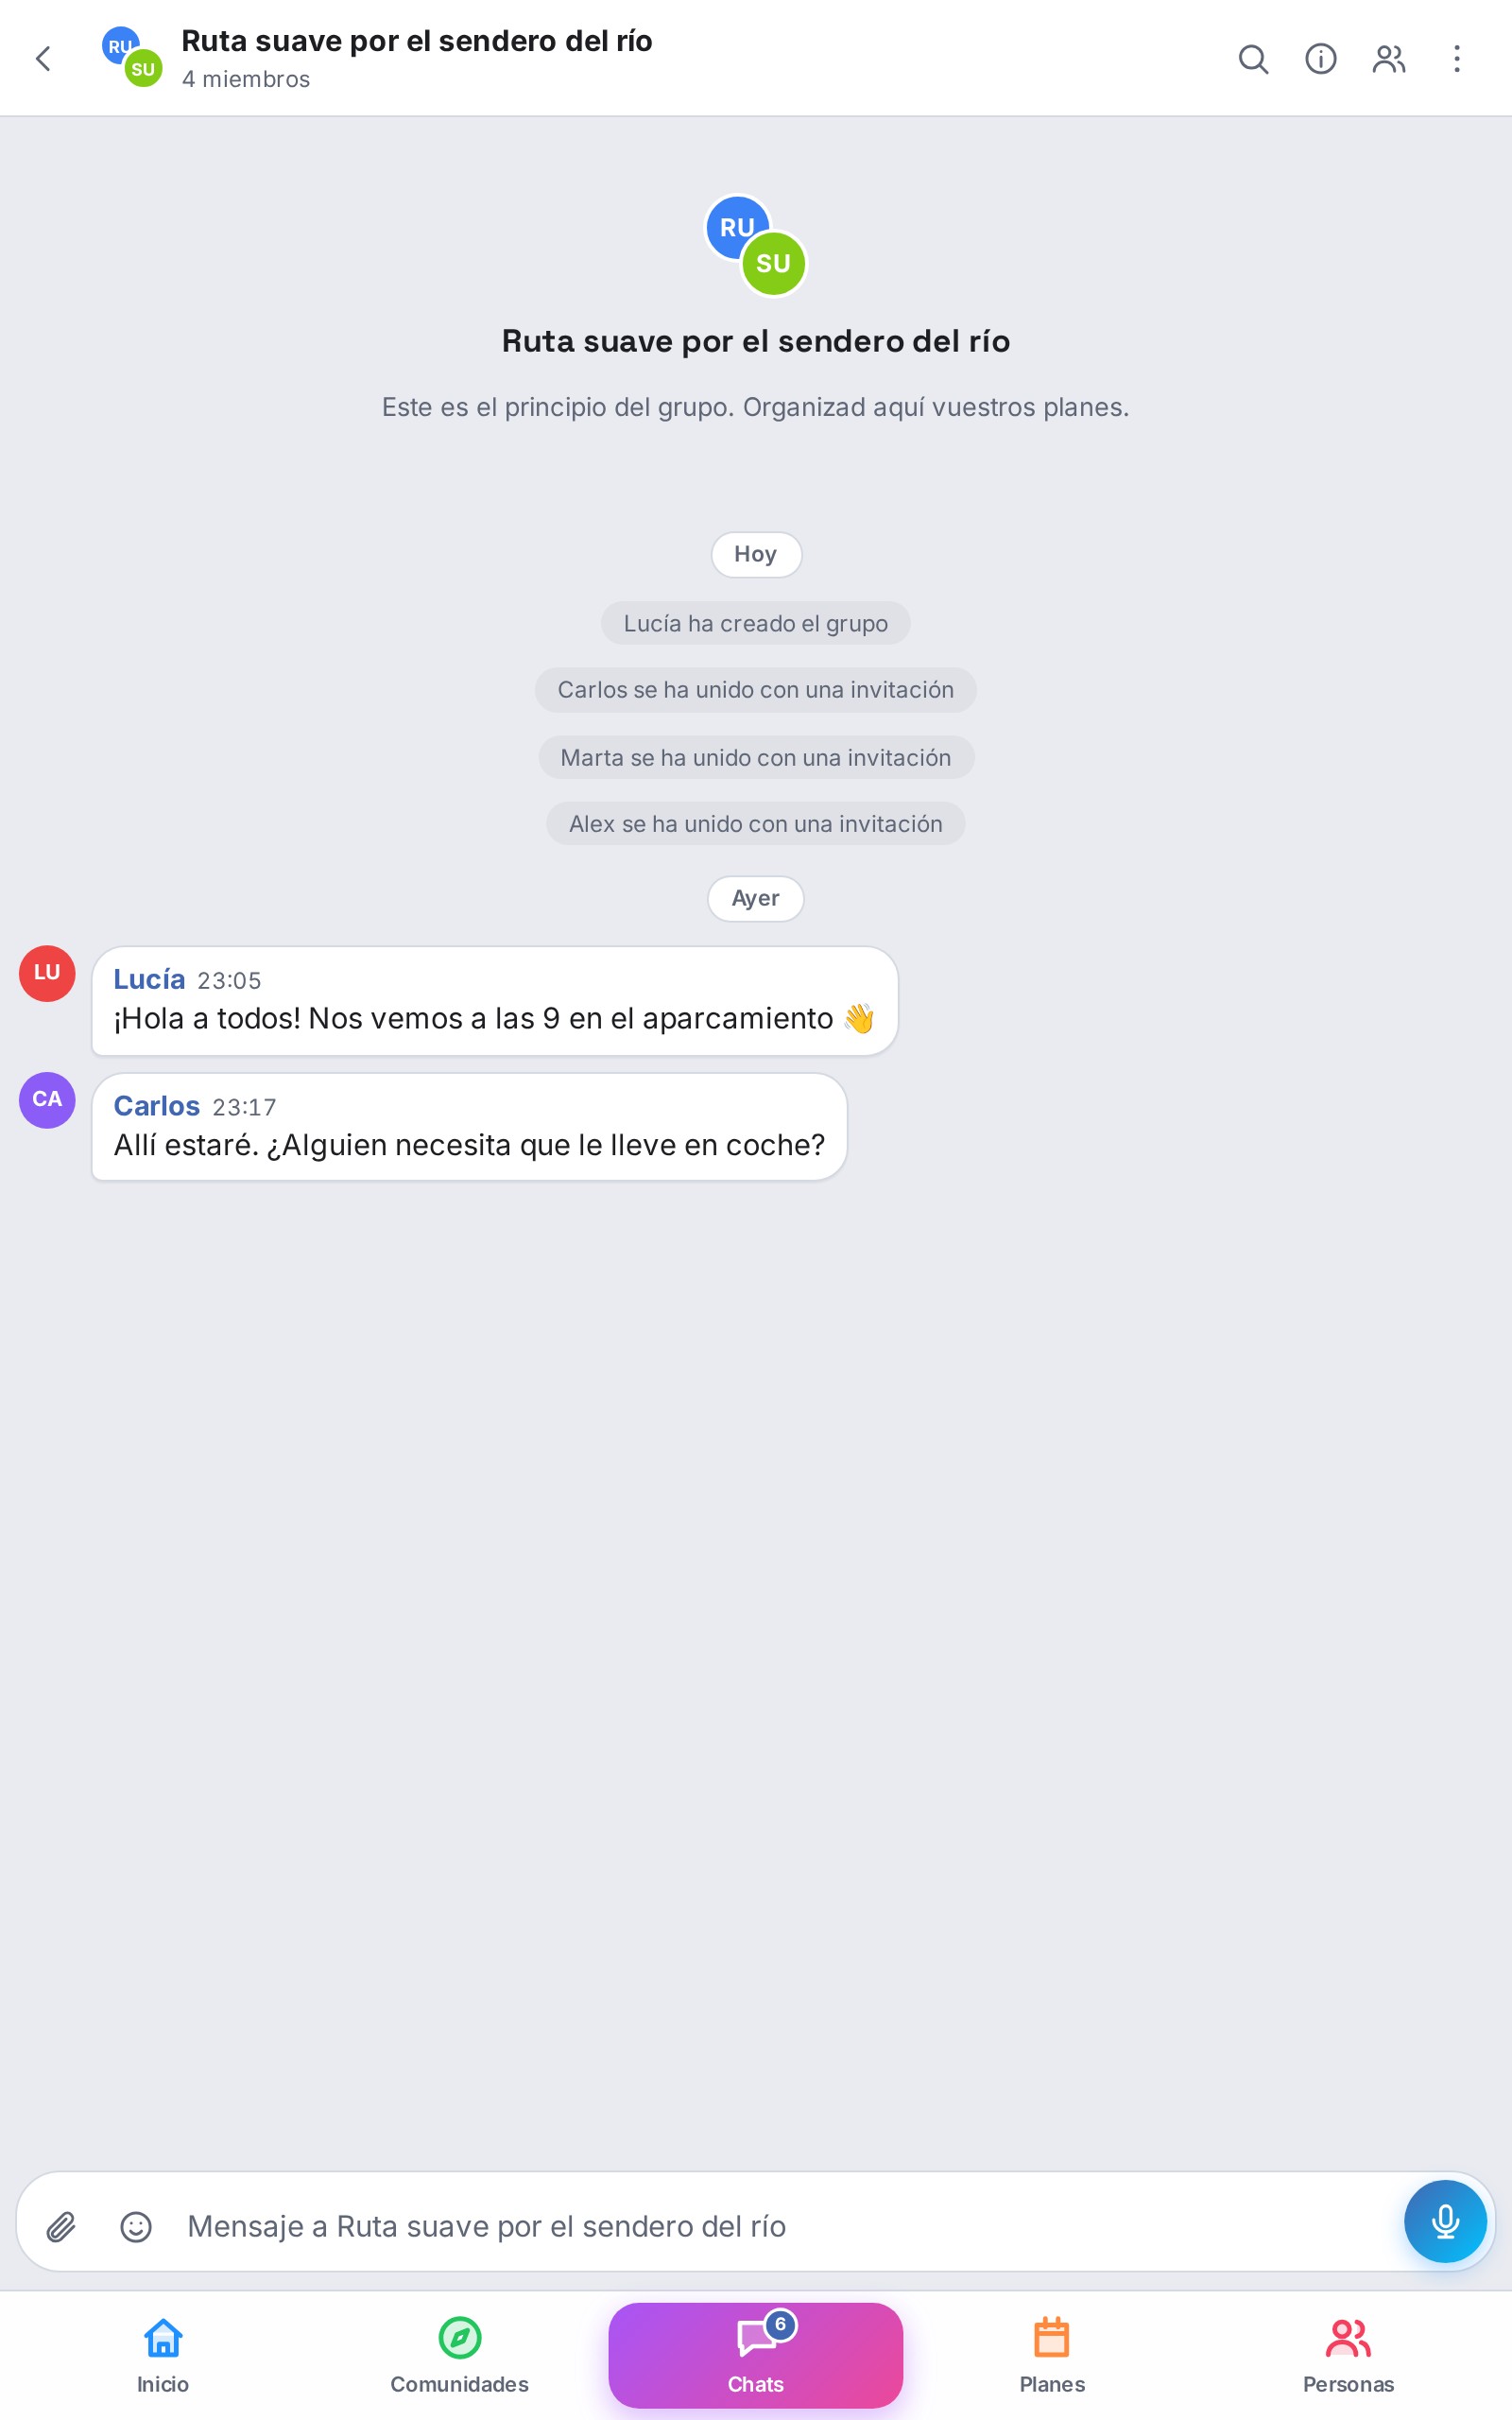 RU
SU
Ruta suave por el sendero del río
4 miembros
RU
SU
Ruta suave por el sendero del río
Este es el principio del grupo. Organizad aquí vuestros planes.
Hoy
Lucía ha creado el grupo
Carlos se ha unido con una invitación
Marta se ha unido con una invitación
Alex se ha unido con una invitación
Ayer
LU
Lucía 23:05
¡Hola a todos! Nos vemos a las 9 en el aparcamiento 👋
CA
Carlos 23:17
Allí estaré. ¿Alguien necesita que le lleve en coche?
Mensaje a Ruta suave por el sendero del río
6
Inicio
Comunidades
Chats
Planes
Personas